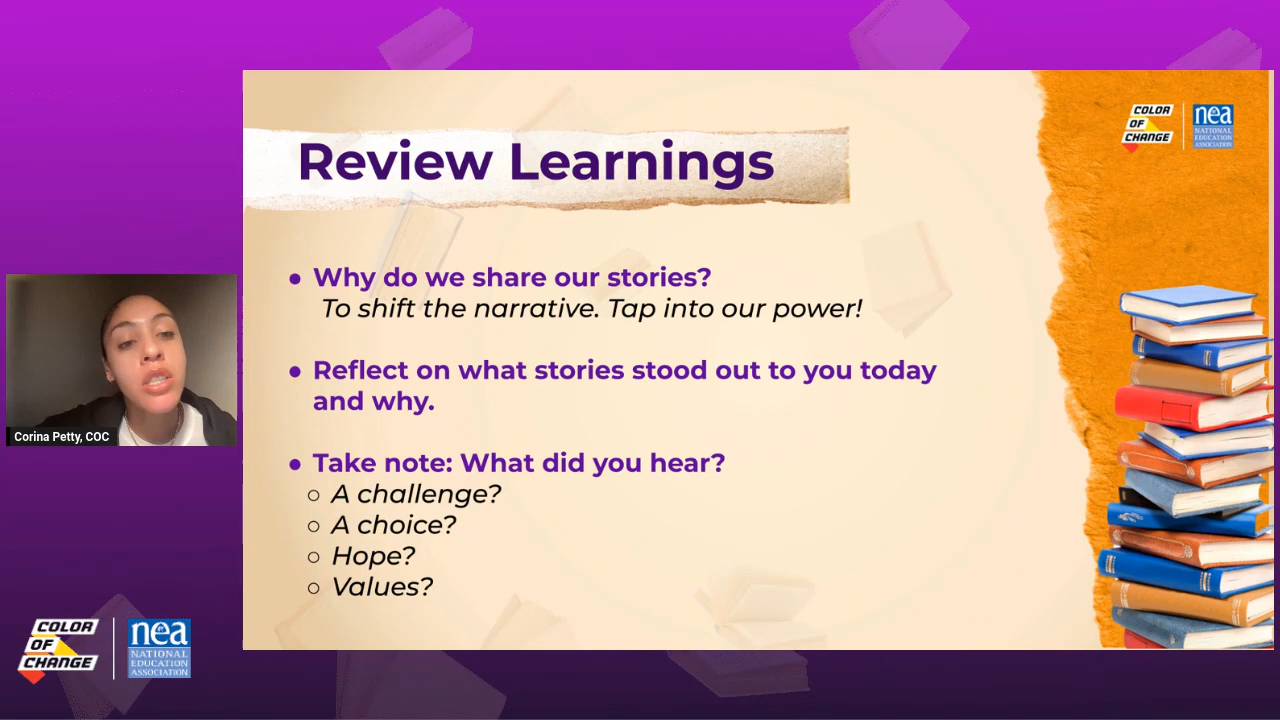 COLOR
OF
CHANGE
nea
NATIONAL
EDUCATION
ASSOCIATION
Review Learnings
● Why do we share our stories?
To shift the narrative. Tap into our power!
● Reflect on what stories stood out to you today
and why.
● Take note: What did you hear?
○ A challenge?
○ A choice?
○ Hope?
○ Values?
Corina Petty, COC
COLOR
OF
CHANGE
nea
NATIONAL
EDUCATION
ASSOCIATION